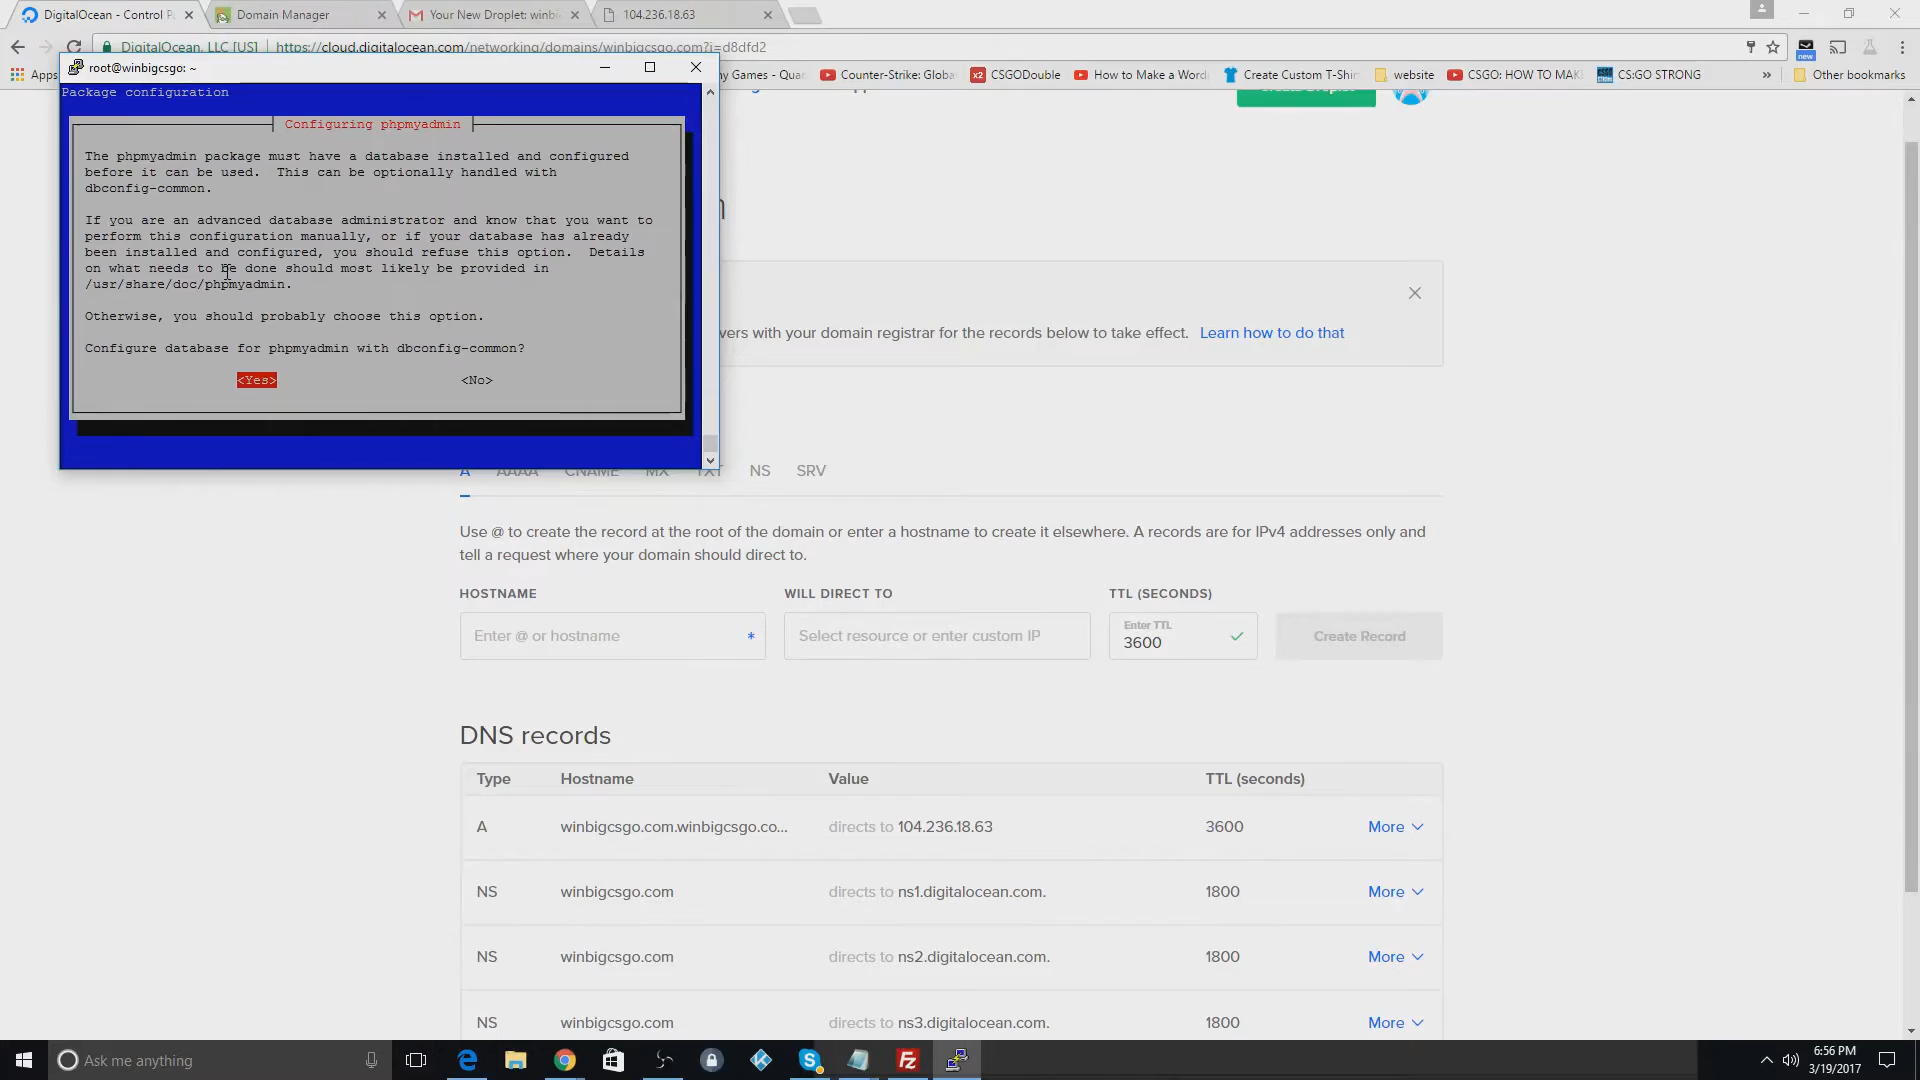 DigitalOcean - Control P
Domain Manager
Your New Droplet: winbi
104.236.18.63
DigitalOcean, LLC [US]
https://cloud.digitalocean.com/networking/domains/winbigcsgo.com?i=d8dfd2
new
Apps
ny Games - Qua
Counter-Strike: Globa
x2 CSGODouble
How to Make a Word
Create Custom T-Shir
website
CSGO: HOW TO MAK
CS:GO STRONG
»
Other bookmarks
root@winbigcsgo: ~
Package configuration
Configuring phpmyadmin
The phpmyadmin package must have a database installed and configured
before it can be used.  This can be optionally handled with
dbconfig-common.
If you are an advanced database administrator and know that you want to
perform this configuration manually, or if your database has already
been installed and configured, you should refuse this option.  Details
on what needs to be done should most likely be provided in
/usr/share/doc/phpmyadmin.
Otherwise, you should probably choose this option.
Configure database for phpmyadmin with dbconfig-common?
<Yes> <No>
vers with your domain registrar for the records below to take effect. Learn how to do that
A AAAA CNAME MX TXT NS SRV
Use @ to create the record at the root of the domain or enter a hostname to create it elsewhere. A records are for IPv4 addresses only and
tell a request where your domain should direct to.
HOSTNAME WILL DIRECT TO TTL (SECONDS)
Enter @ or hostname *
Select resource or enter custom IP
Enter TTL
3600
Create Record
DNS records
Type Hostname Value TTL (seconds)
A winbigcsgo.com.winbigcsgo.co... directs to 104.236.18.63 3600 More
NS winbigcsgo.com directs to ns1.digitalocean.com. 1800 More
NS winbigcsgo.com directs to ns2.digitalocean.com. 1800 More
NS winbigcsgo.com directs to ns3.digitalocean.com. 1800 More
Ask me anything
6:56 PM
3/19/2017